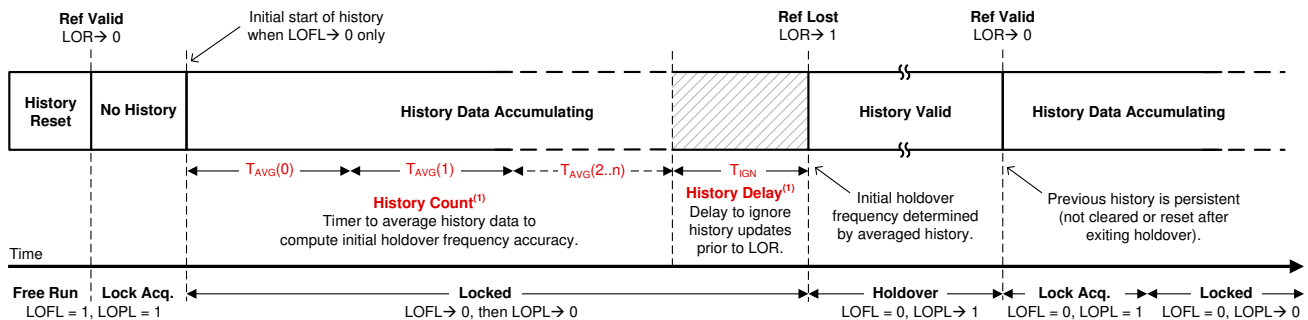 Ref Valid
LOR→ 0
Initial start of history
when LOFL→ 0 only
Ref Lost
LOR→ 1
Ref Valid
LOR→ 0
History
Reset
No History
History Data Accumulating
History Valid
History Data Accumulating
TAVG(0)
TAVG(1)
TAVG(2..n)
TIGN
History Count(1)
Timer to average history data to
compute initial holdover frequency accuracy.
History Delay(1)
Delay to ignore
history updates
prior to LOR.
Initial holdover
frequency determined
by averaged history.
Previous history is persistent
(not cleared or reset after
exiting holdover).
Time
Free Run
Lock Acq.
LOFL = 1, LOPL = 1
Locked
LOFL→ 0, then LOPL→ 0
Holdover
LOFL = 0, LOPL→ 1
Lock Acq.
LOFL = 0, LOPL = 1
Locked
LOFL = 0, LOPL→ 0